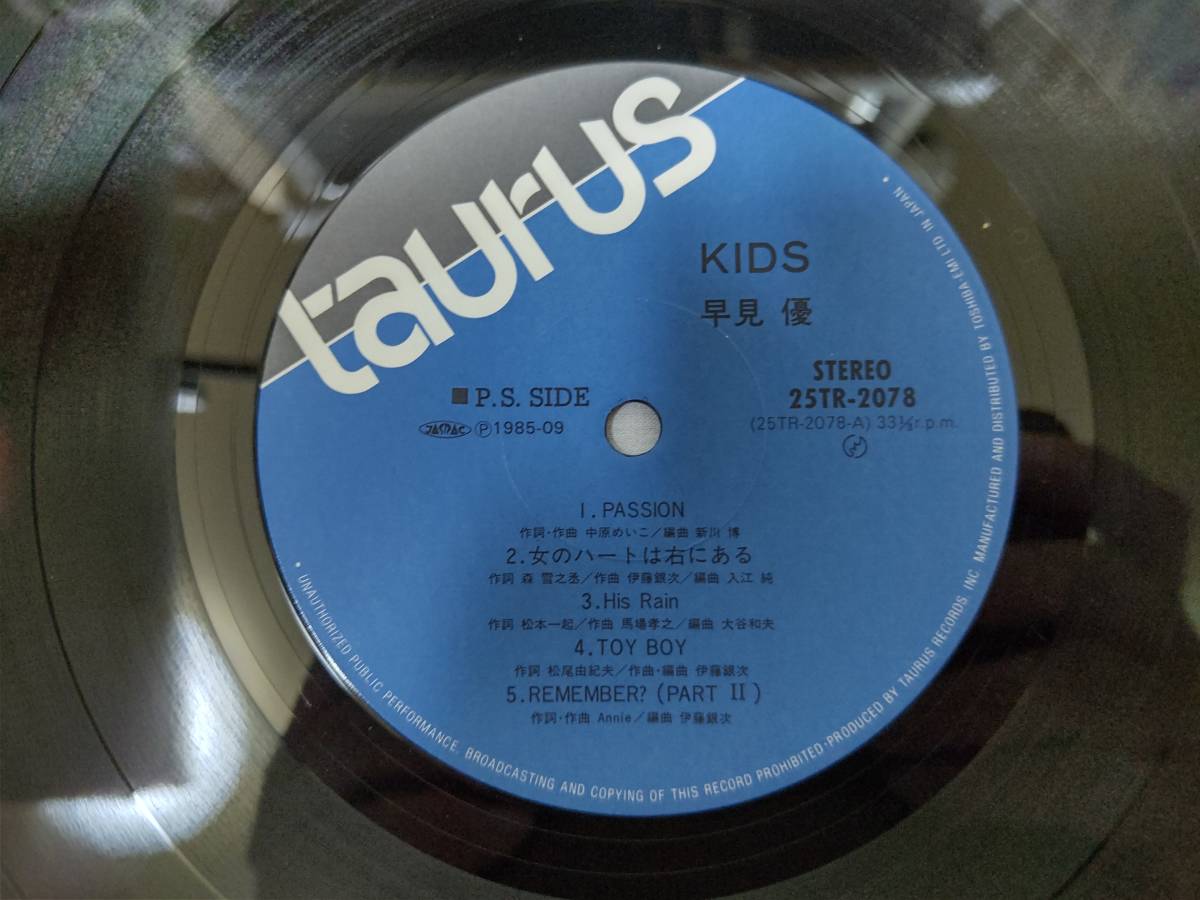 taurus
KIDS
早見 優
STEREO
25TR-2078
(25TR-2078-A) 33⅓r.p.m.
■P.S. SIDE
JASRAC ℗1985-09
1.PASSION
作詞・作曲 中原めいこ／編曲 新川 博
2.女のハートは右にある
作詞 森 雪之丞／作曲 伊藤銀次／編曲 入江 純
3.His Rain
作詞 松本一起／作曲 馬場孝之／編曲 大谷和夫
4.TOY BOY
作詞 松尾由紀夫／作曲・編曲 伊藤銀次
5.REMEMBER? (PART II)
作詞・作曲 Annie／編曲 伊藤銀次
• UNAUTHORIZED PUBLIC PERFORMANCE. BROADCASTING AND COPYING OF THIS RECORD PROHIBITED•PRODUCED BY TAURUS RECORDS, INC. MANUFACTURED AND DISTRIBUTED BY TOSHIBA-EMI LTD IN JAPAN •